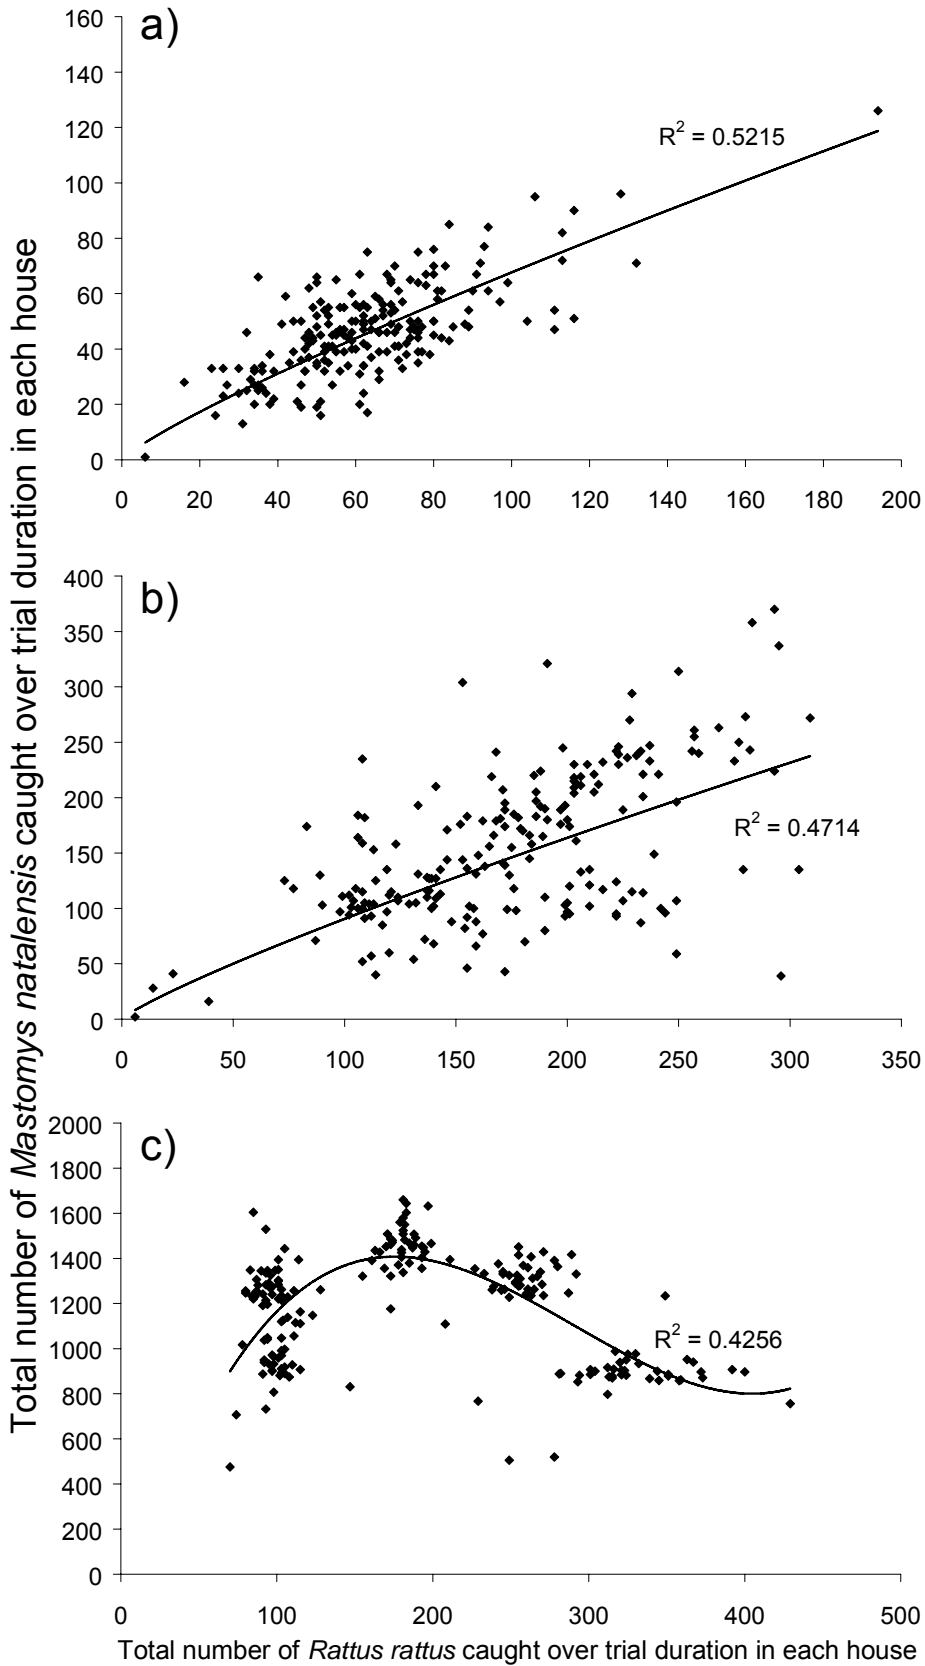 Total number of Mastomys natalensis caught over trial duration in each house
a)
160
140
120
100
80
60
40
20
0
R2 = 0.5215
0 20 40 60 80 100 120 140 160 180 200
b)
400
350
300
250
200
150
100
50
0
R2 = 0.4714
0 50 100 150 200 250 300 350
c)
2000
1800
1600
1400
1200
1000
800
600
400
200
0
R2 = 0.4256
0 100 200 300 400 500
Total number of Rattus rattus caught over trial duration in each house